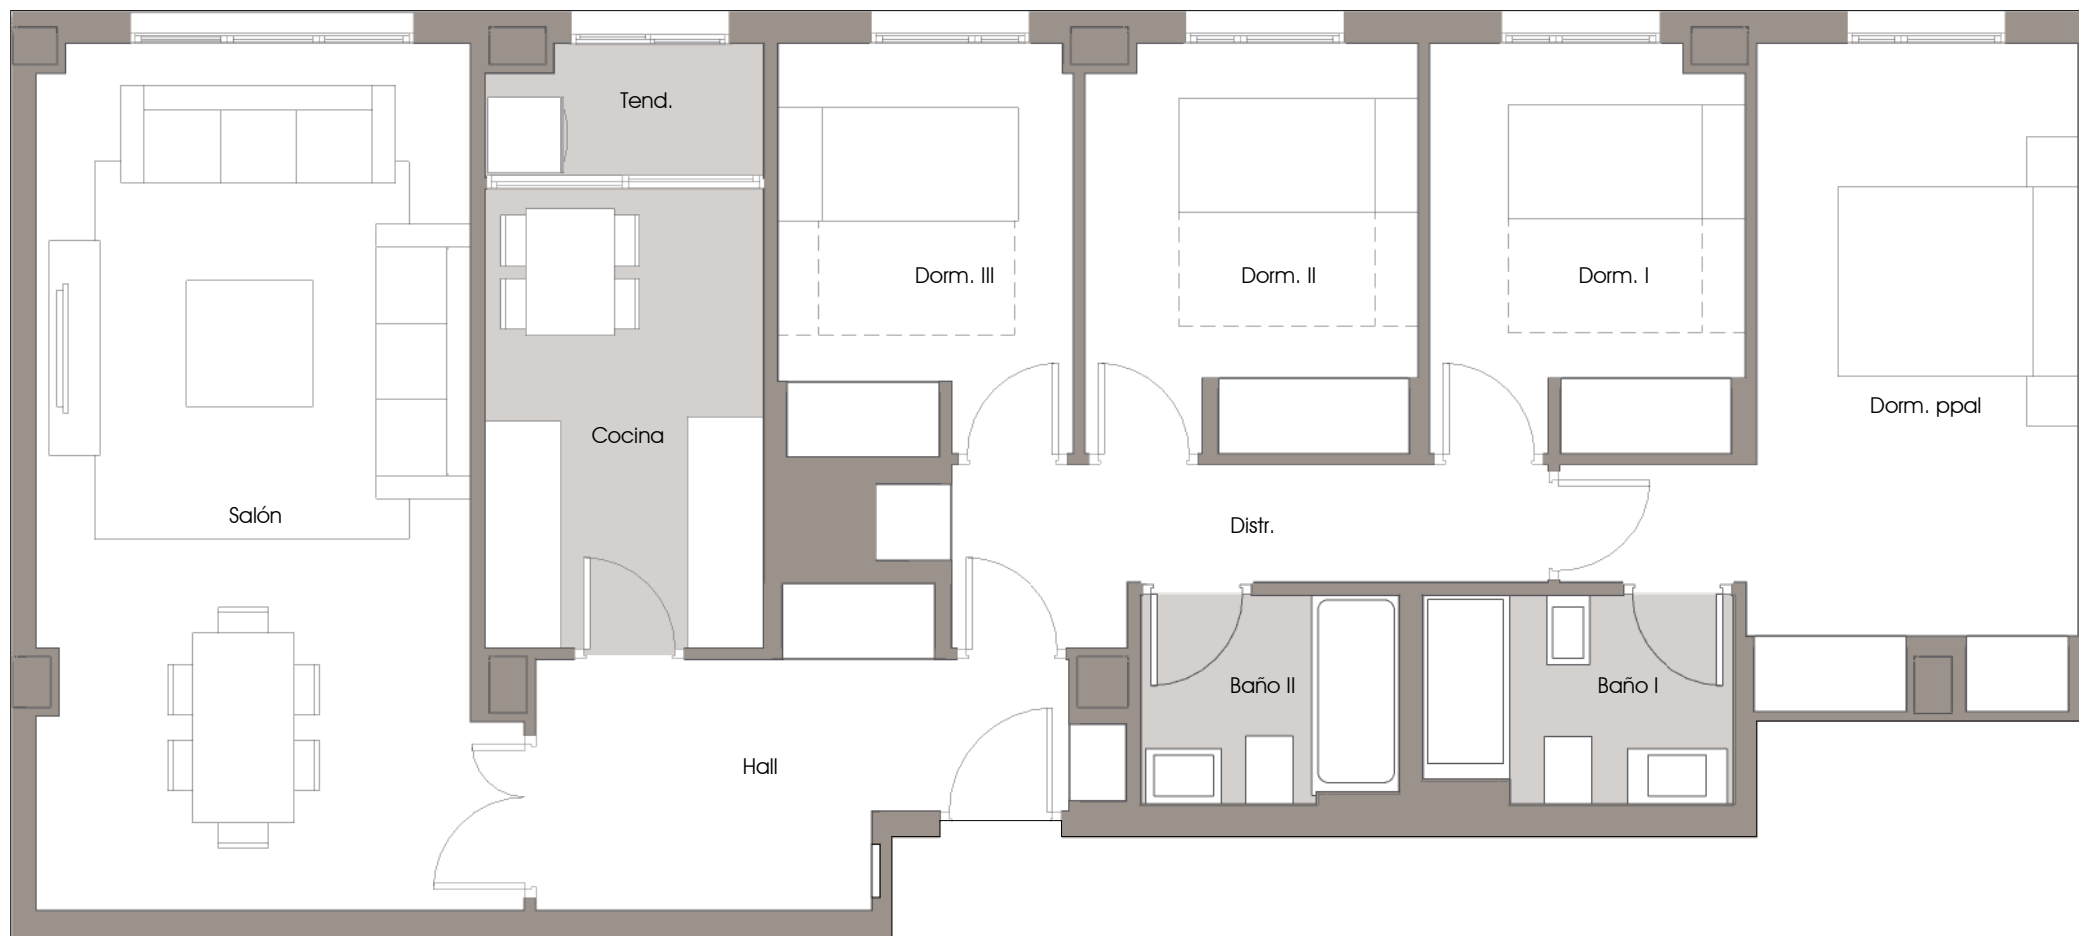 Tend.
Dorm. III
Dorm. II
Dorm. I
Dorm. ppal
Cocina
Salón
Distr.
Baño II
Baño I
Hall